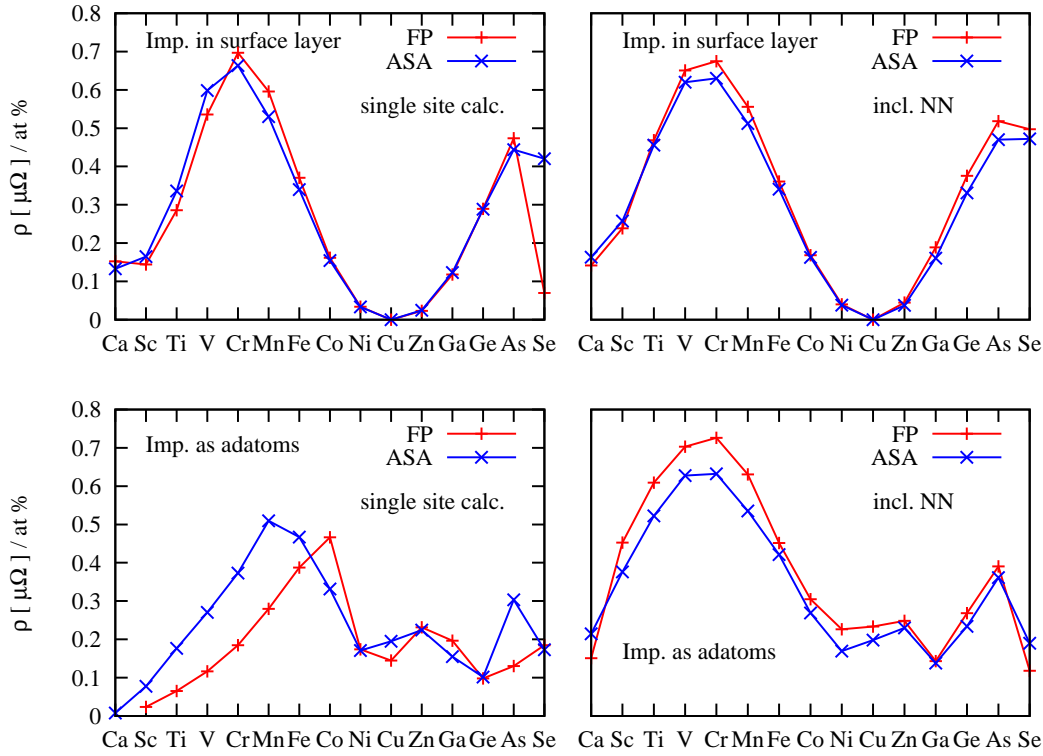 0.8
0.7
0.6
0.5
0.4
0.3
0.2
0.1
0
ρ [ μΩ ] / at %
Imp. in surface layer
FP
ASA
single site calc.
Ca Sc Ti V Cr Mn Fe Co Ni Cu Zn Ga Ge As Se
Imp. in surface layer
FP
ASA
incl. NN
Ca Sc Ti V Cr Mn Fe Co Ni Cu Zn Ga Ge As Se
0.8
0.7
0.6
0.5
0.4
0.3
0.2
0.1
0
ρ [ μΩ ] / at %
Imp. as adatoms
FP
ASA
single site calc.
Ca Sc Ti V Cr Mn Fe Co Ni Cu Zn Ga Ge As Se
FP
ASA
incl. NN
Imp. as adatoms
Ca Sc Ti V Cr Mn Fe Co Ni Cu Zn Ga Ge As Se